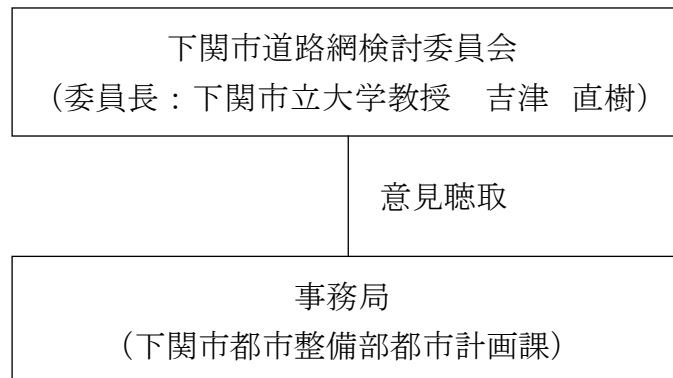 下関市道路網検討委員会
（委員長：下関市立大学教授　吉津　直樹）
意見聴取
事務局
（下関市都市整備部都市計画課）